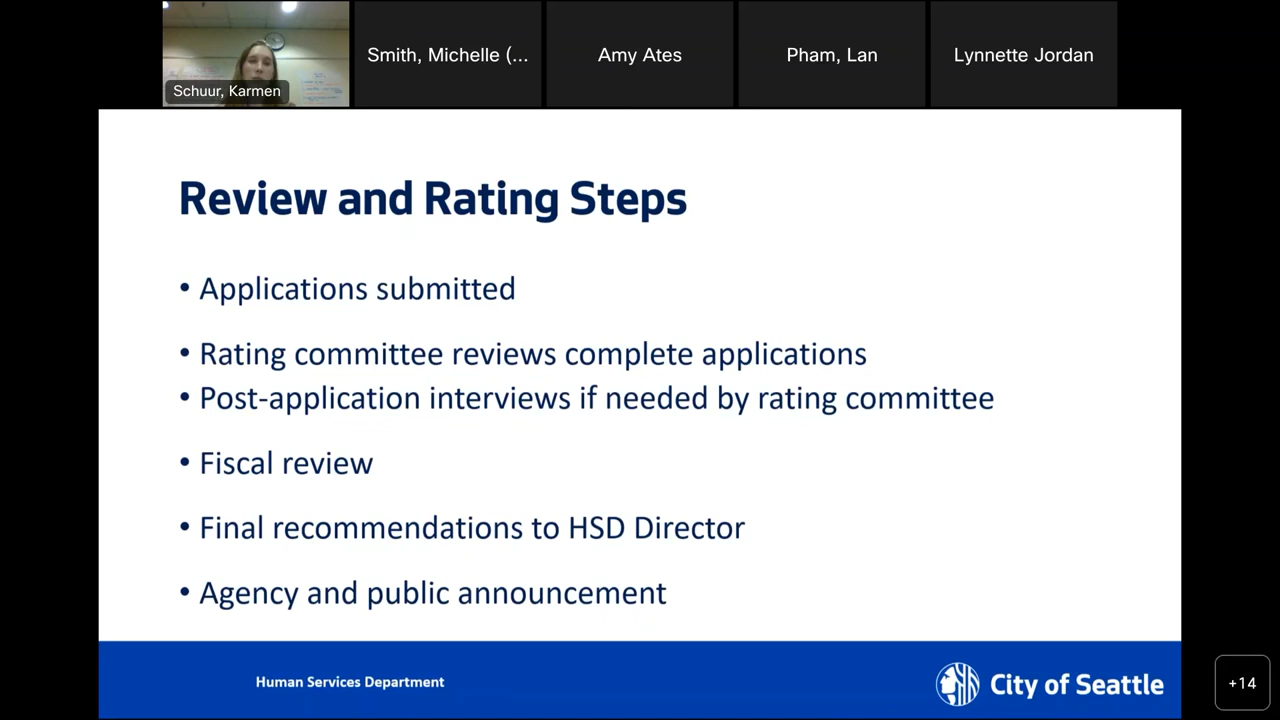 Schuur, Karmen
Smith, Michelle (...
Amy Ates
Pham, Lan
Lynnette Jordan
Review and Rating Steps
• Applications submitted
• Rating committee reviews complete applications
• Post-application interviews if needed by rating committee
• Fiscal review
• Final recommendations to HSD Director
• Agency and public announcement
Human Services Department
City of Seattle
+14